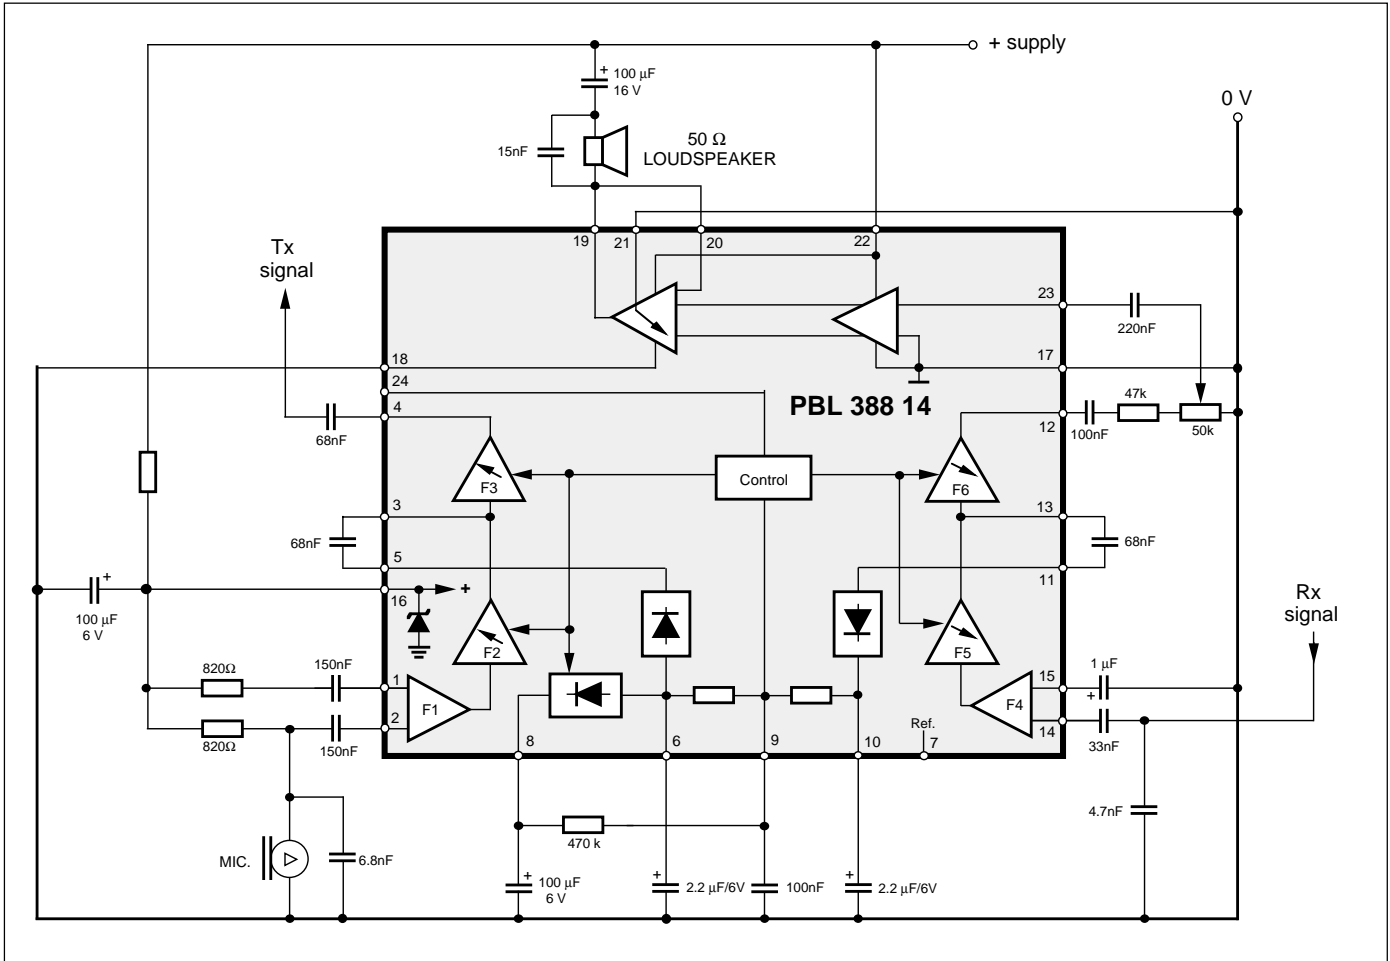 + supply
+
100 µF
16 V
0 V
15nF
50 Ω
LOUDSPEAKER
Tx
signal
19
21
20
22
23
220nF
18
17
24
4
PBL 388 14
47k
12
100nF
50k
68nF
F3
Control
F6
3
13
68nF
68nF
5
11
+
16
+
100 µF
6 V
Rx
signal
F2
F5
820Ω
150nF
1
15
1 µF
F1
F4
+
2
820Ω
150nF
Ref.
14
33nF
8
6
9
10
7
4.7nF
470 k
MIC.
6.8nF
+
100 µF
6 V
+
2.2 µF/6V
100nF
+
2.2 µF/6V